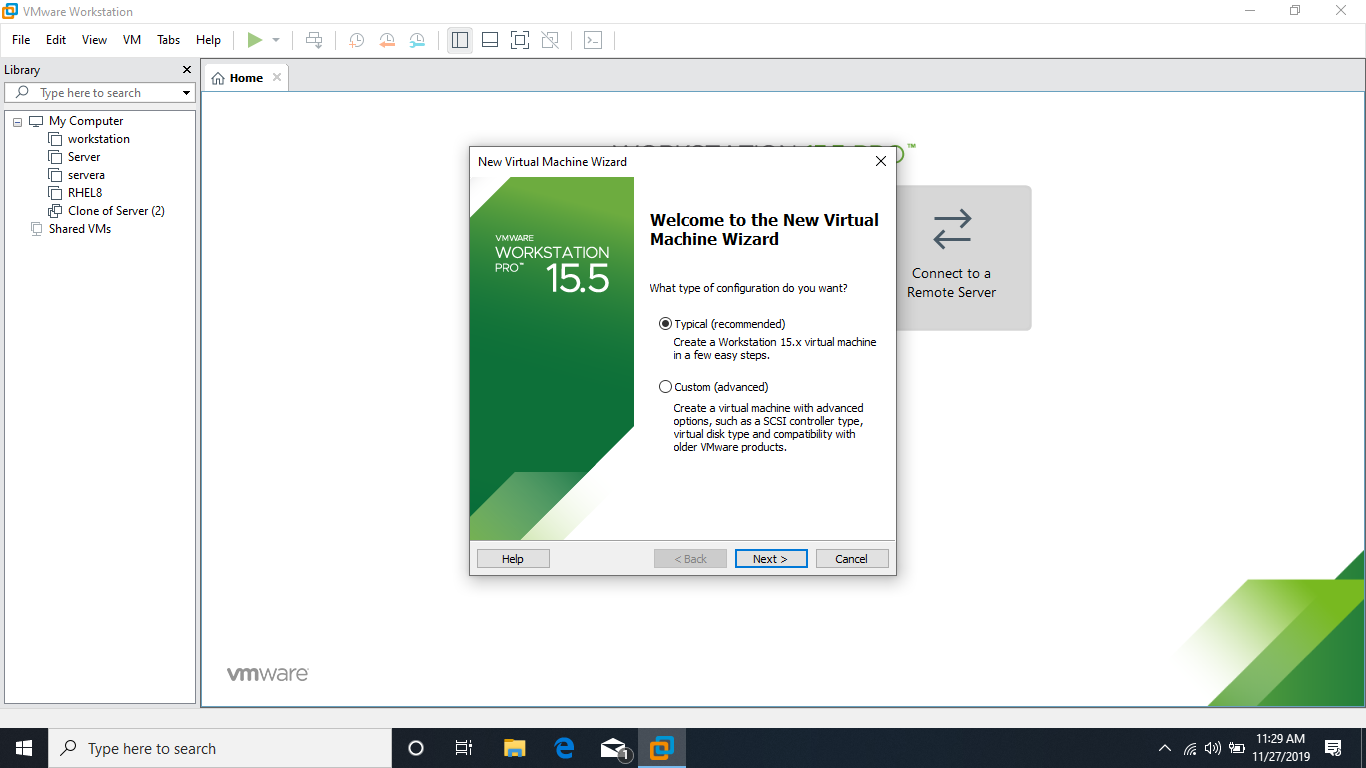 VMware Workstation
File Edit View VM Tabs Help
Library
Type here to search
Home
My Computer
workstation
Server
servera
RHEL8
Clone of Server (2)
Shared VMs
™
New Virtual Machine Wizard
VMWARE
WORKSTATION
PRO™ 15.5
Welcome to the New Virtual
Machine Wizard
What type of configuration do you want?
Typical (recommended)
Create a Workstation 15.x virtual machine
in a few easy steps.
Custom (advanced)
Create a virtual machine with advanced
options, such as a SCSI controller type,
virtual disk type and compatibility with
older VMware products.
Help < Back Next > Cancel
Connect to a
Remote Server
vmware
Type here to search
1
11:29 AM
11/27/2019